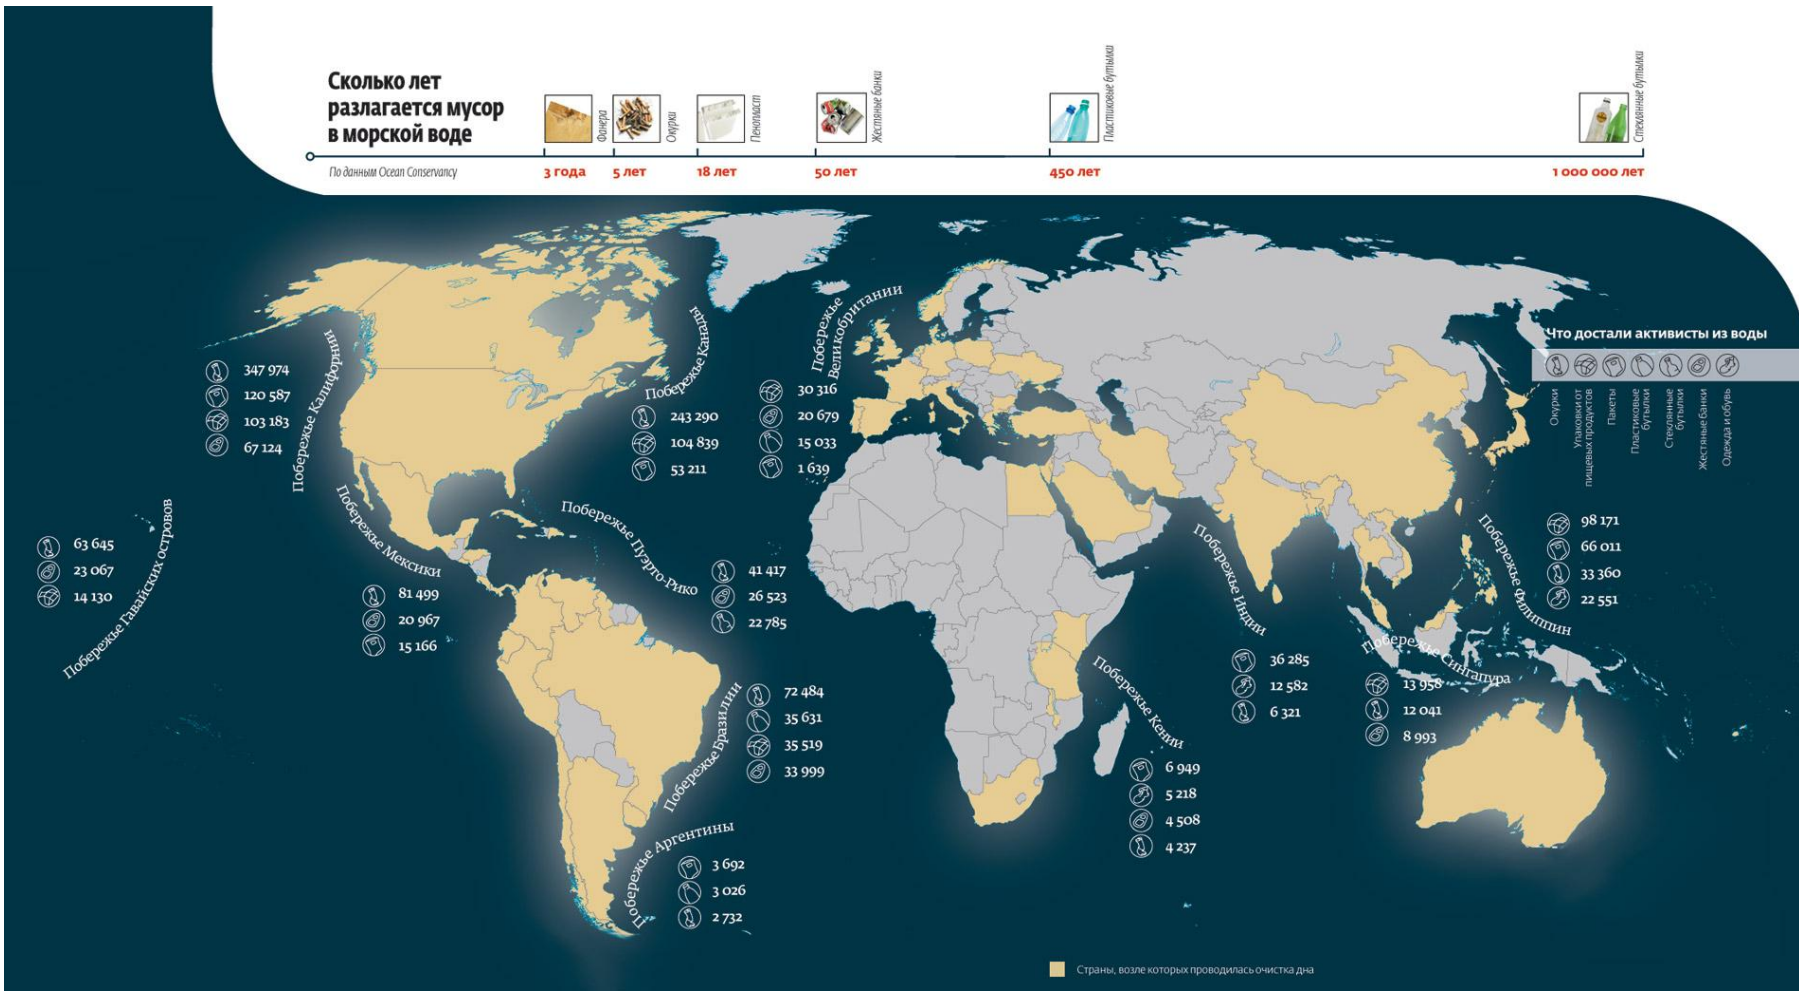 Сколько лет
разлагается мусор
в морской воде
По данным Ocean Conservancy
Фанера
Окурки
Пенопласт
Жестяные банки
Пластиковые бутылки
Стеклянные бутылки
3 года
5 лет
18 лет
50 лет
450 лет
1 000 000 лет
Что достали активисты из воды
Окурки
Упаковки от
пищевых продуктов
Пакеты
Пластиковые
бутылки
Стеклянные
бутылки
Жестяные банки
Одежда и обувь
Побережье Калифорнии
347 974
120 587
103 183
67 124
Побережье Канады
243 290
104 839
53 211
Побережье
Великобритании
30 316
20 679
15 033
1 639
Побережье Гавайских островов
63 645
23 067
14 130
Побережье Мексики
81 499
20 967
15 166
Побережье Пуэрто-Рико
41 417
26 523
22 785
Побережье Бразилии
72 484
35 631
35 519
33 999
Побережье Аргентины
3 692
3 026
2 732
Побережье Кении
6 949
5 218
4 508
4 237
Побережье Индии
36 285
12 582
6 321
Побережье Сингапура
13 958
12 041
8 993
Побережье Филиппин
98 171
66 011
33 360
22 551
Страны, возле которых проводилась очистка дна